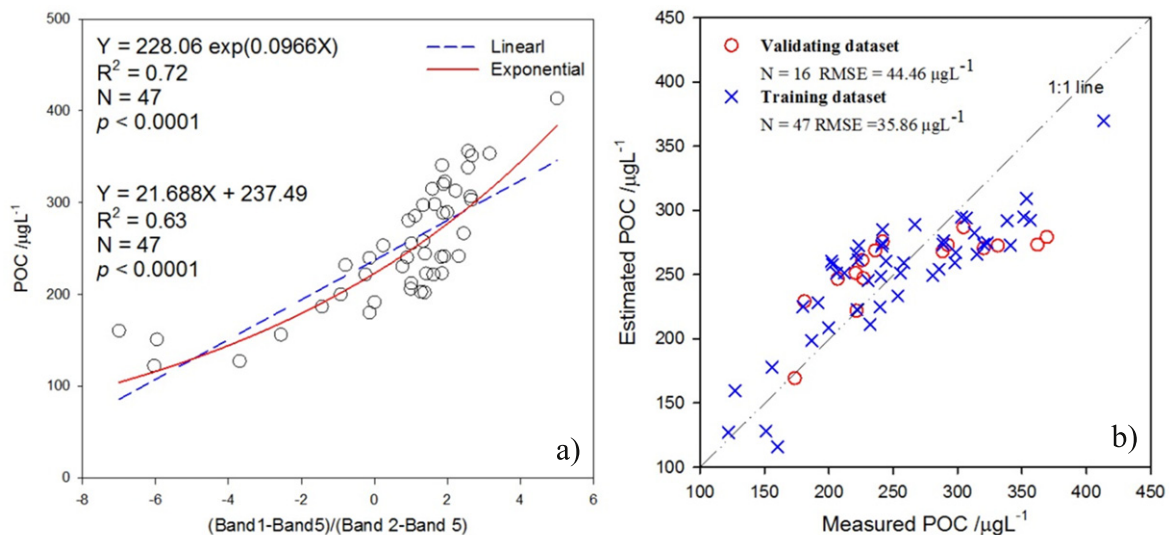 Y = 228.06 exp(0.0966X)
R2 = 0.72
N = 47
p < 0.0001
Linearl
Exponential
Y = 21.688X + 237.49
R2 = 0.63
N = 47
p < 0.0001
500
400
300
200
100
0
POC /µgL-1
-8 -6 -4 -2 0 2 4 6
(Band1-Band5)/(Band 2-Band 5)
a)
Validating dataset
N = 16 RMSE = 44.46 µgL-1
Training dataset
N = 47 RMSE =35.86 µgL-1
1:1 line
450
400
350
300
250
200
150
100
Estimated POC /µgL-1
100 150 200 250 300 350 400 450
Measured POC /µgL-1
b)